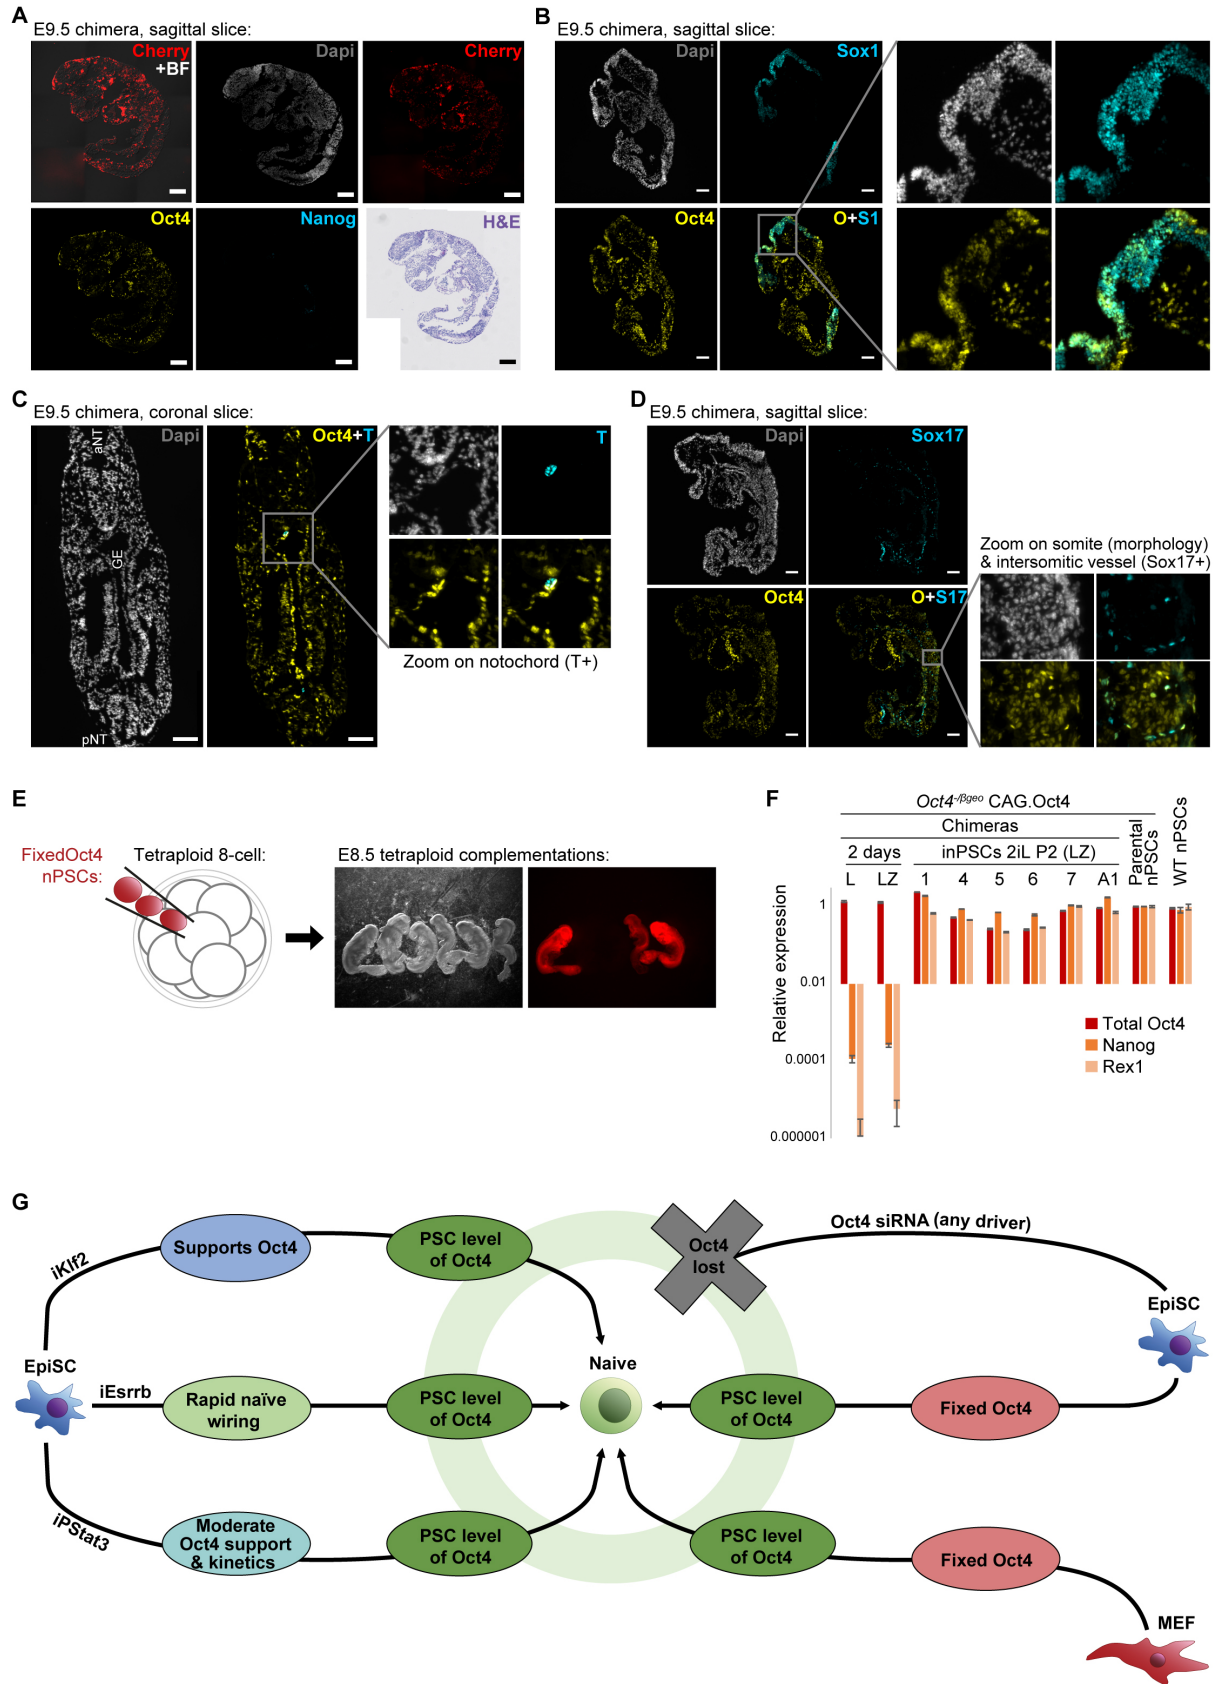 A
E9.5 chimera, sagittal slice:
Cherry
+BF
Dapi
Cherry
Oct4
Nanog
H&E
B
E9.5 chimera, sagittal slice:
Dapi
Sox1
Oct4
O+S1
C
E9.5 chimera, coronal slice:
Dapi
aNT
GE
pNT
Oct4+T
T
Zoom on notochord (T+)
D
E9.5 chimera, sagittal slice:
Dapi
Sox17
Oct4
O+S17
Zoom on somite (morphology)
& intersomitic vessel (Sox17+)
E
FixedOct4
nPSCs:
Tetraploid 8-cell:
E8.5 tetraploid complementations:
F
Oct4-/βgeo CAG.Oct4
Chimeras
2 days
inPSCs 2iL P2 (LZ)
L LZ 1 4 5 6 7 A1
Parental
nPSCs
WT nPSCs
Relative expression
1
0.01
0.0001
0.000001
Total Oct4
Nanog
Rex1
G
EpiSC
iKlf2
Supports Oct4
PSC level
of Oct4
iEsrrb
Rapid naïve
wiring
PSC level
of Oct4
iPStat3
Moderate
Oct4 support
& kinetics
PSC level
of Oct4
Naive
Oct4
lost
Oct4 siRNA (any driver)
EpiSC
PSC level
of Oct4
Fixed Oct4
PSC level
of Oct4
Fixed Oct4
MEF